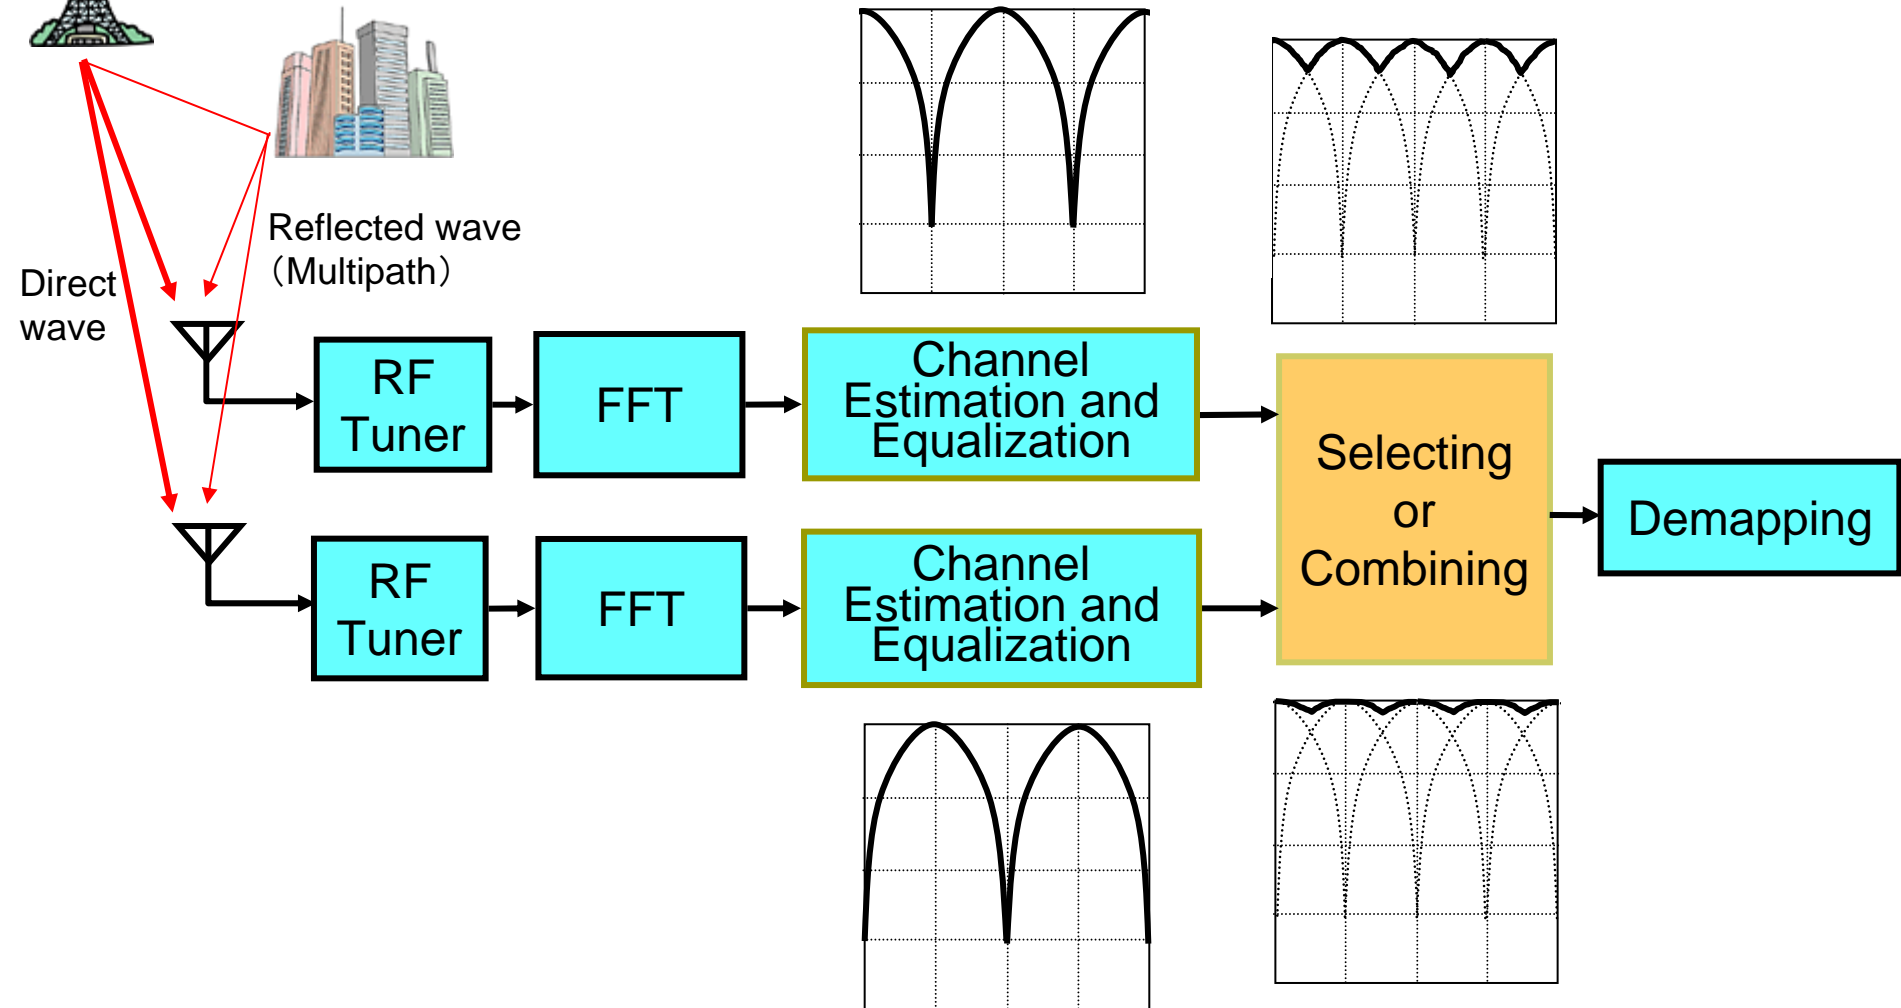 Reflected wave
（Multipath）
Direct
wave
RF
Tuner
FFT
Channel
Estimation and
Equalization
Selecting
or
Combining
Demapping
RF
Tuner
FFT
Channel
Estimation and
Equalization